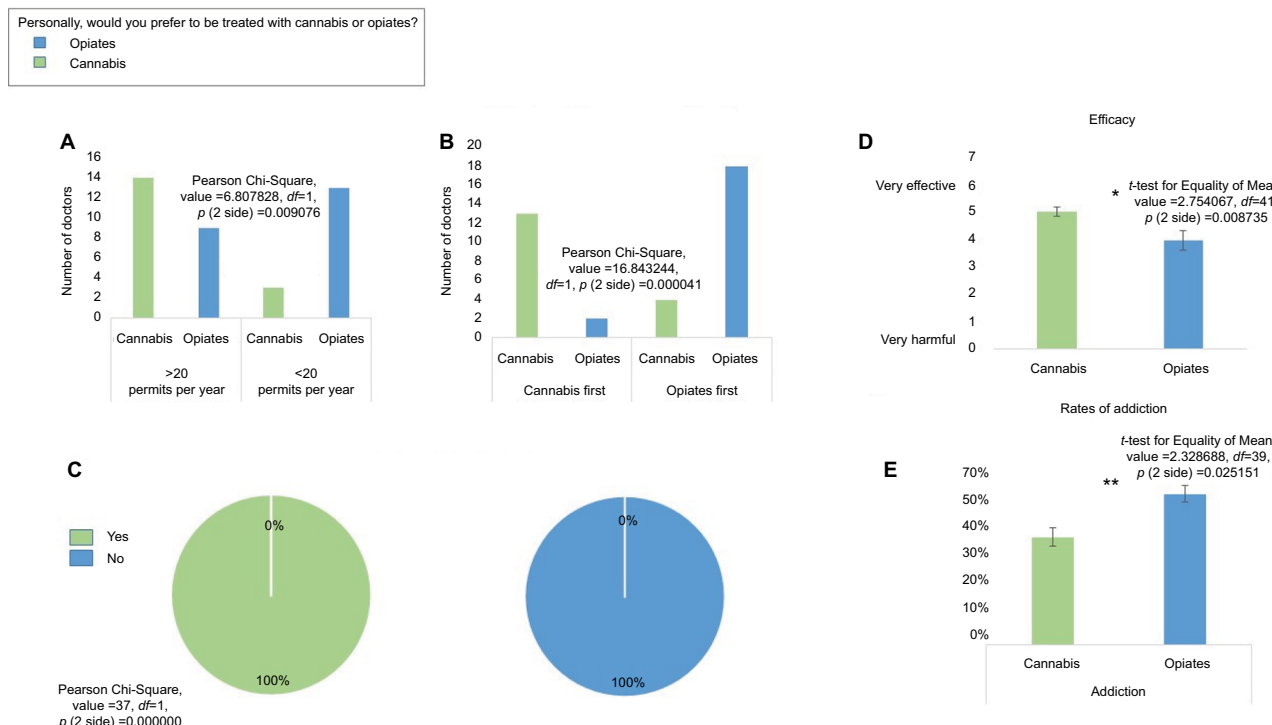 Personally, would you prefer to be treated with cannabis or opiates?
Opiates
Cannabis
A
16
14
12
10
8
6
4
2
0
Number of doctors
Pearson Chi-Square,
value =6.807828, df=1,
p (2 side) =0.009076
Cannabis Opiates Cannabis Opiates
>20
permits per year
<20
permits per year
B
20
18
16
14
12
10
8
6
4
2
0
Number of doctors
Pearson Chi-Square,
value =16.843244,
df=1, p (2 side) =0.000041
Cannabis Opiates Cannabis Opiates
Cannabis first Opiates first
C
Yes
No
0%
100%
0%
100%
Pearson Chi-Square,
value =37, df=1,
p (2 side) =0.000000
D
Efficacy
7
Very effective 6
5
4
3
2
1
Very harmful
0
*
t-test for Equality of Mea
value =2.754067, df=41
p (2 side) =0.008735
Cannabis Opiates
Rates of addiction
E
70%
50%
40%
30%
20%
10%
0%
**
t-test for Equality of Mean
value =2.328688, df=39,
p (2 side) =0.025151
Cannabis Opiates
Addiction